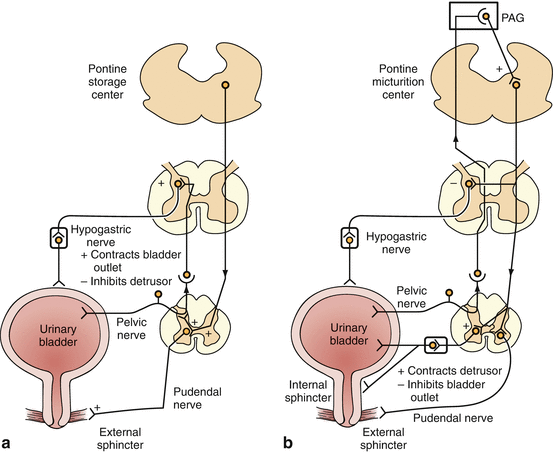 Pontine
storage
center
+
Hypogastric
nerve
+ Contracts bladder
outlet
– Inhibits detrusor
Urinary
bladder
Pelvic
nerve
+
Pudendal
nerve
+
External
sphincter
a
PAG
+
Pontine
micturition
center
–
Hypogastric
nerve
Pelvic
nerve
Urinary
bladder
+
–
Internal
sphincter
+ Contracts detrusor
– Inhibits bladder
outlet
Pudendal nerve
External
sphincter
b